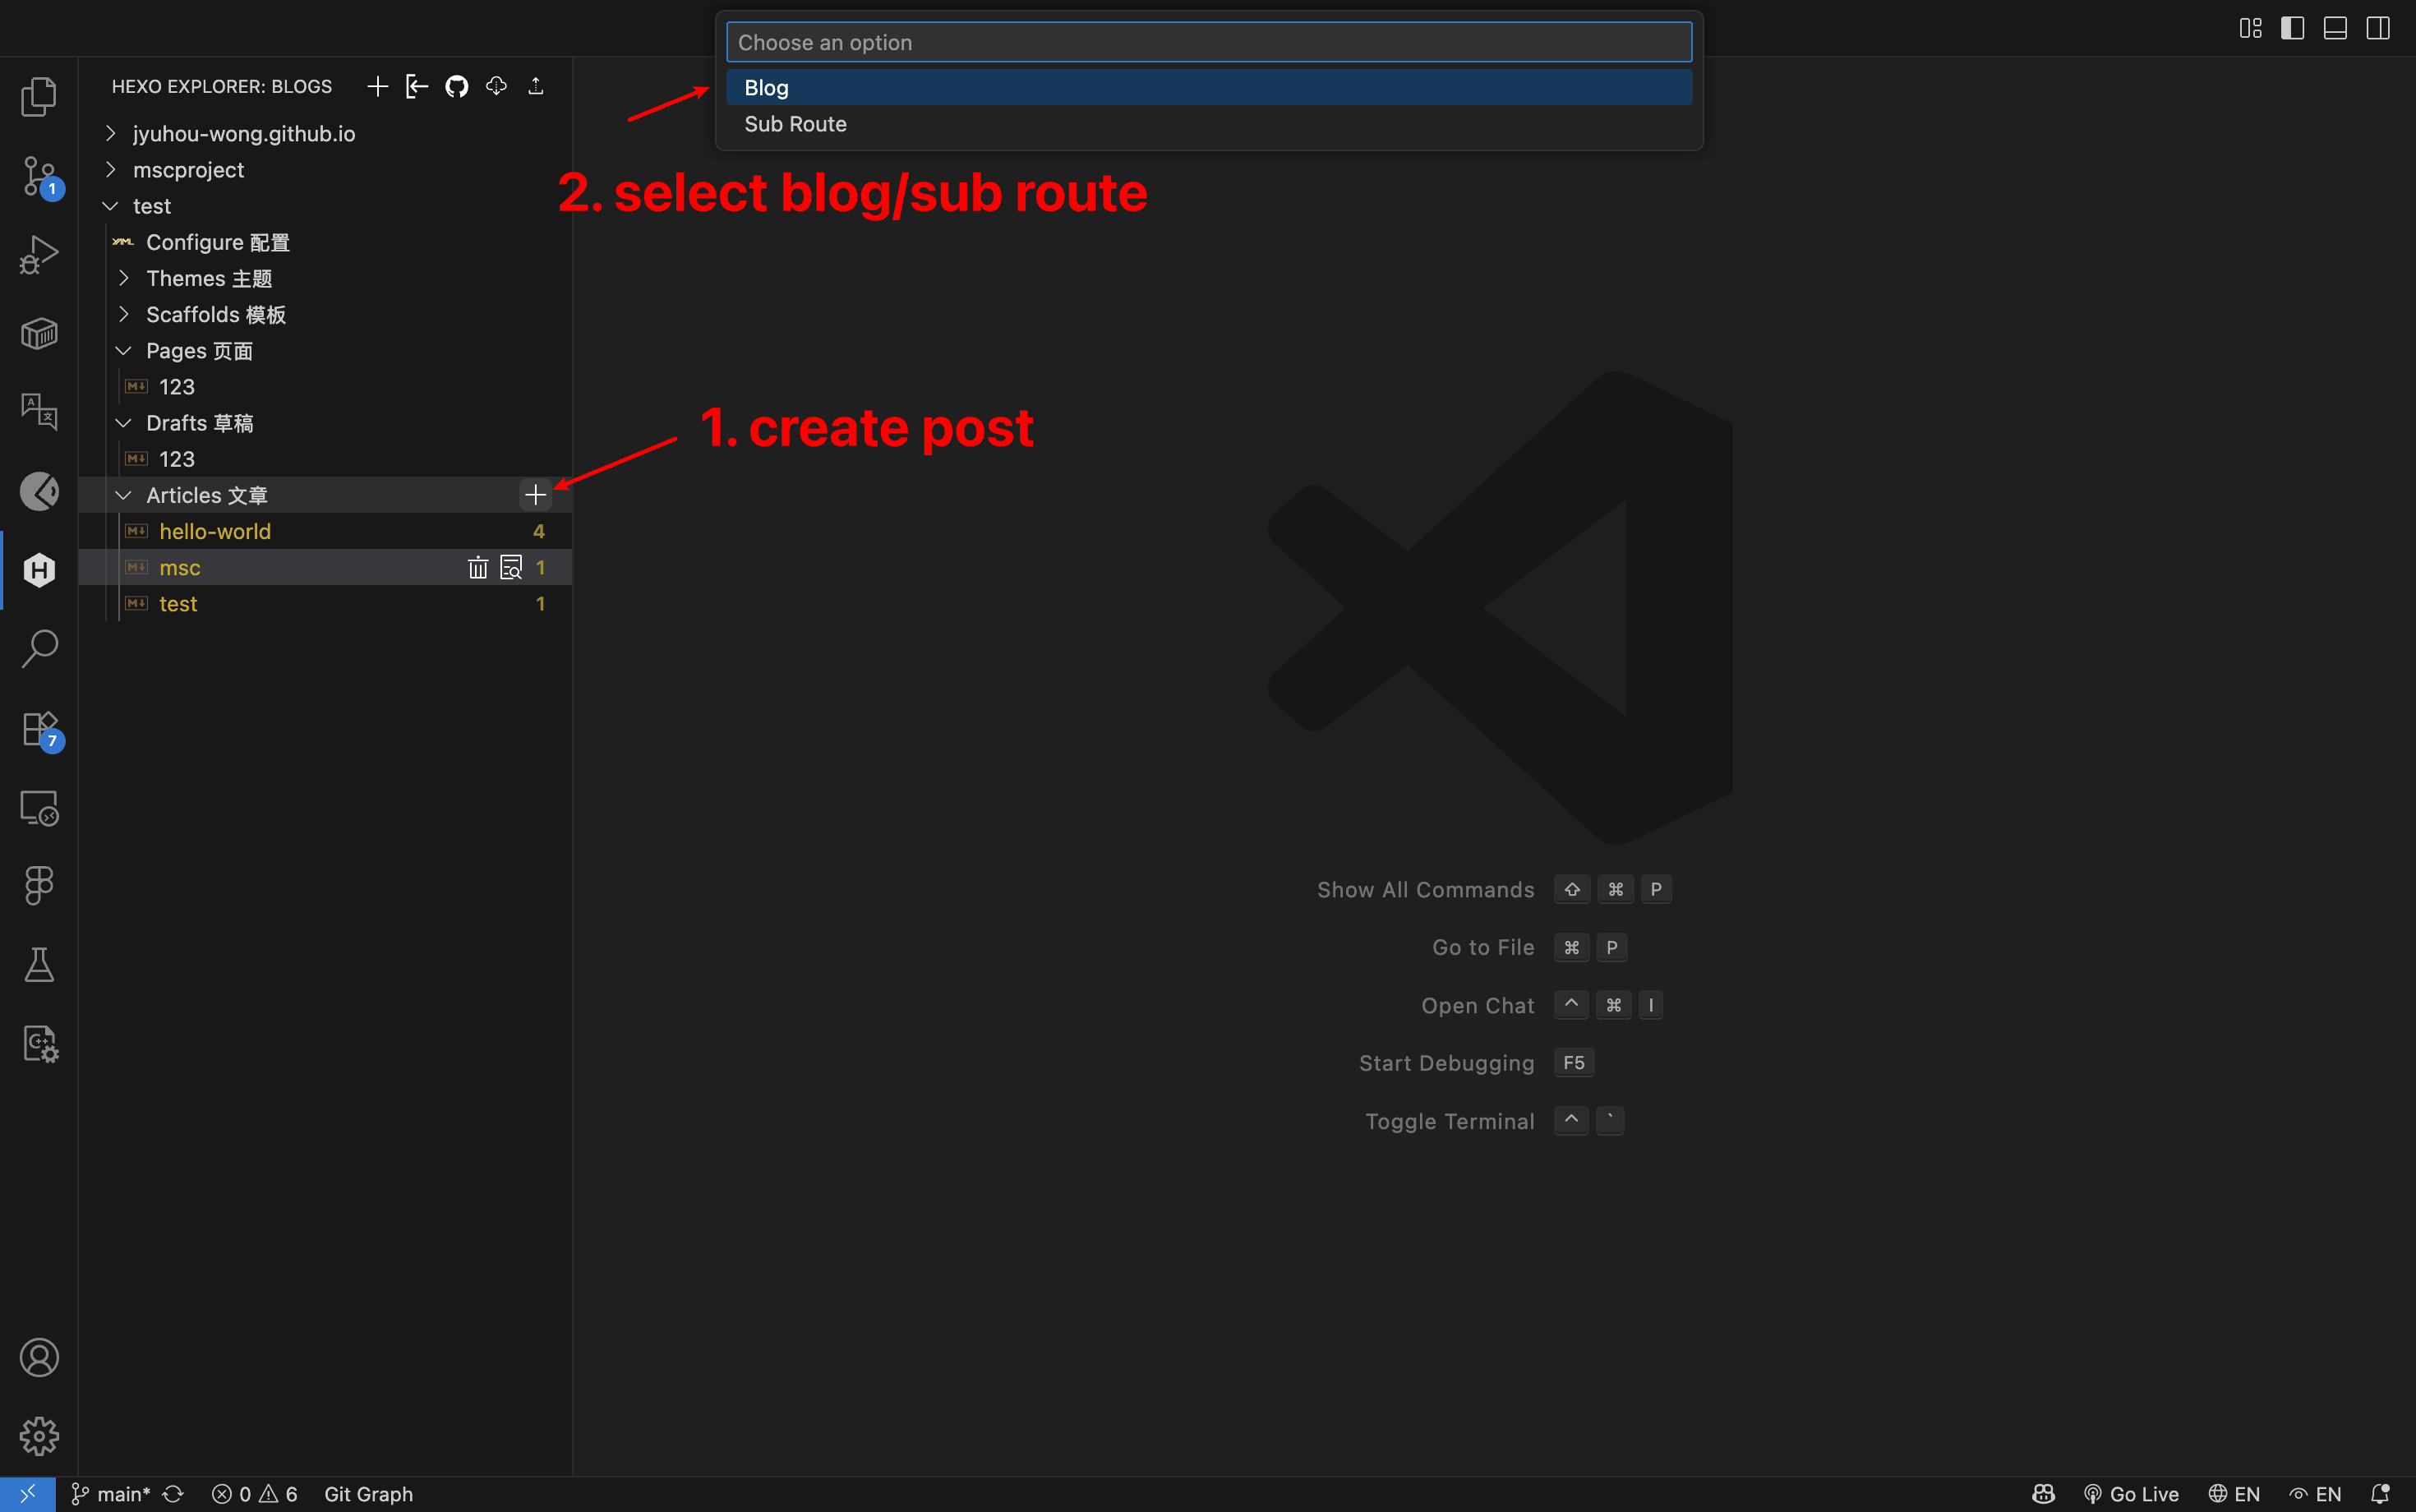 Choose an option
Blog
Sub Route
HEXO EXPLORER: BLOGS
jyuhou-wong.github.io
mscproject
2. select blog/sub route
test
YAML Configure 配置
Themes 主题
Scaffolds 模板
Pages 页面
M↓ 123
Drafts 草稿
1. create post
M↓ 123
Articles 文章
M↓ hello-world 4
M↓ msc 1
M↓ test 1
1
A 文
H
7
C++
Show All Commands ⇧ ⌘ P
Go to File ⌘ P
Open Chat ^ ⌘ I
Start Debugging F5
Toggle Terminal ^ `
main* 0 6 Git Graph Go Live EN EN